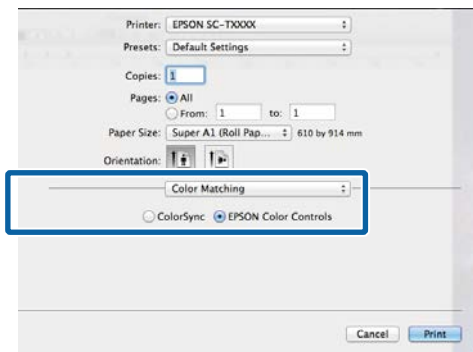 Printer: EPSON SC-TXXXX
Presets: Default Settings
Copies: 1
Pages: All
From: 1 to: 1
Paper Size: Super A1 (Roll Pap... 610 by 914 mm
Orientation:
Color Matching
ColorSync EPSON Color Controls
Cancel Print